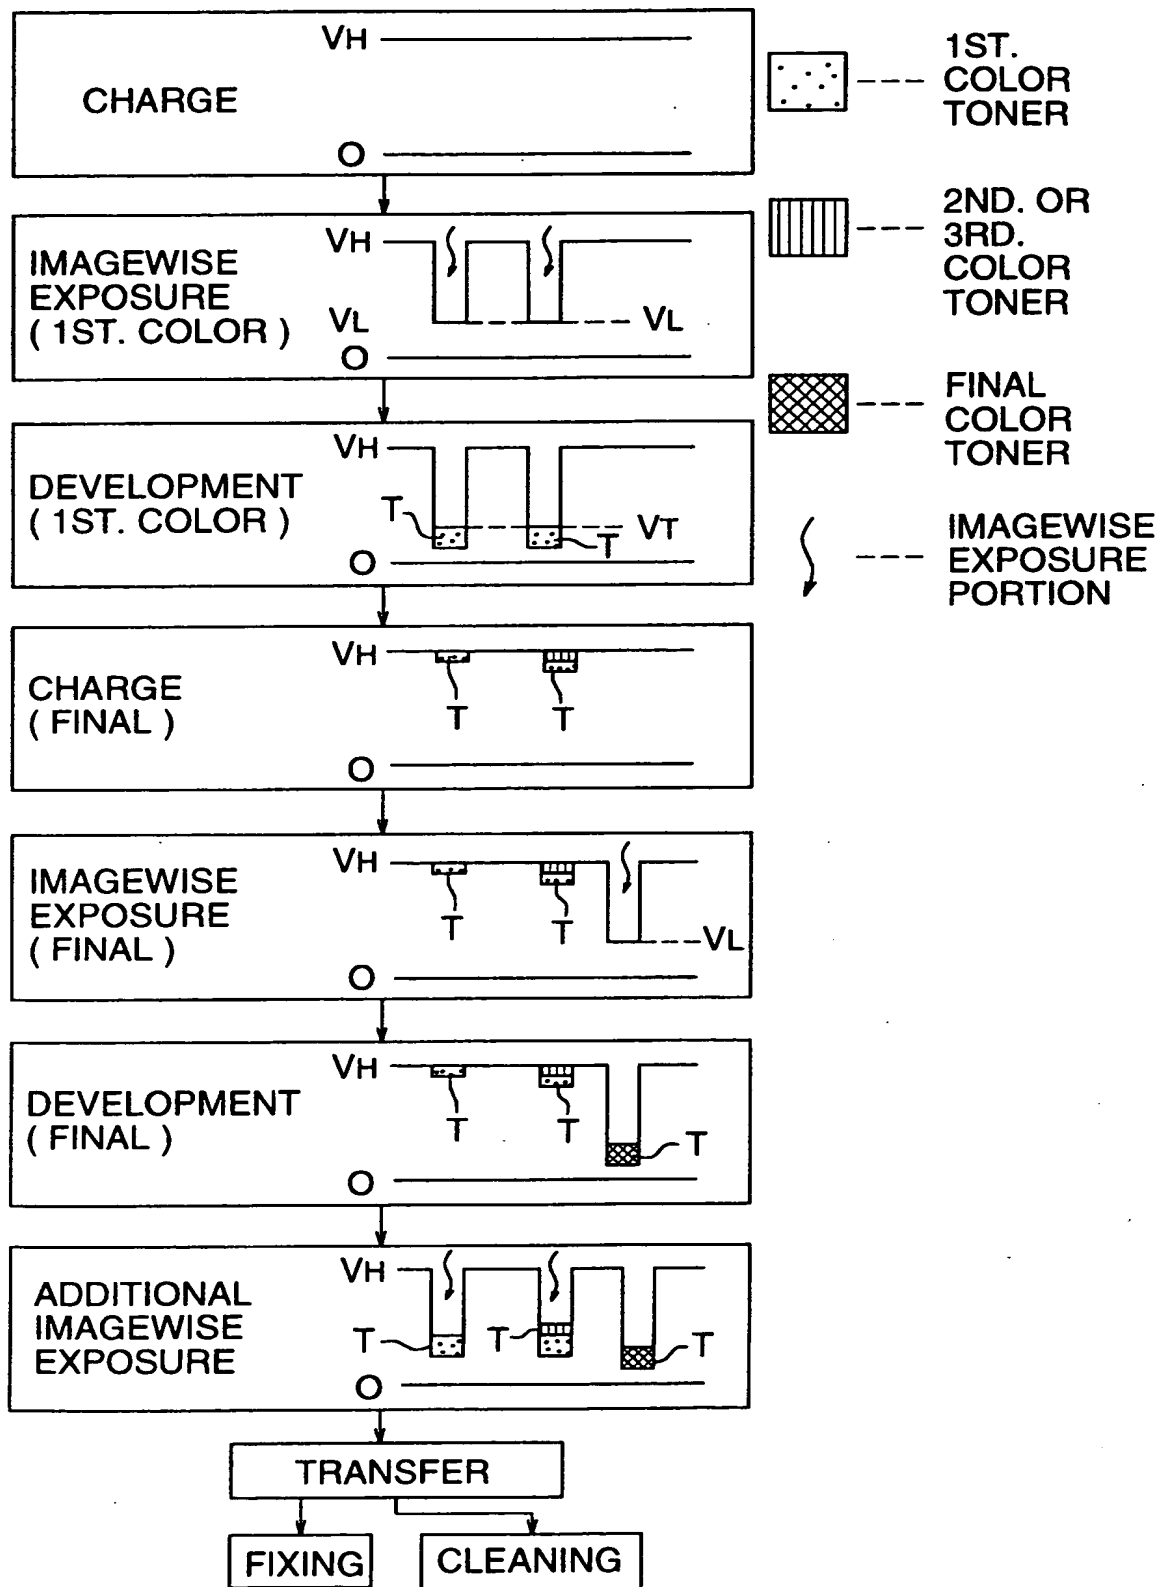 VH
CHARGE
O
IMAGEWISE
EXPOSURE
( 1ST. COLOR )
VH
VL
VL
O
DEVELOPMENT
( 1ST. COLOR )
VH
T
VT
T
O
CHARGE
( FINAL )
VH
T
T
O
IMAGEWISE
EXPOSURE
( FINAL )
VH
T
T
VL
O
DEVELOPMENT
( FINAL )
VH
T
T
T
O
ADDITIONAL
IMAGEWISE
EXPOSURE
VH
T
T
T
O
TRANSFER
FIXING
CLEANING
1ST.
COLOR
TONER
2ND. OR
3RD.
COLOR
TONER
FINAL
COLOR
TONER
IMAGEWISE
EXPOSURE
PORTION